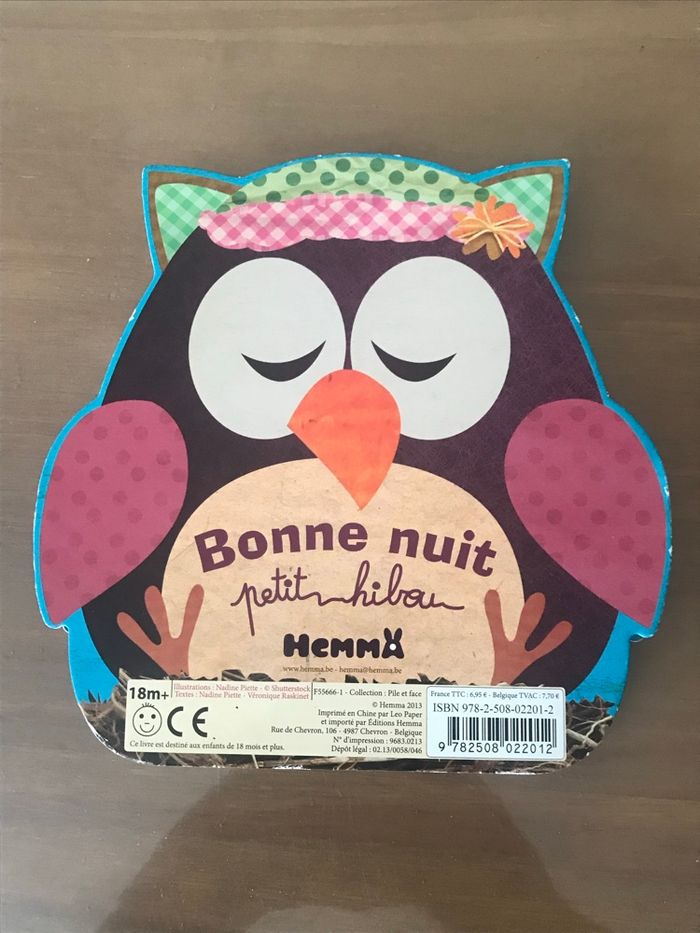 Bonne nuit
petit hibou
Hemma
www.hemma.be - hemma@hemma.be
18m+
Illustrations : Nadine Piette - © Shutterstock
Textes : Nadine Piette - Véronique Raskinet
CE
Ce livre est destiné aux enfants de 18 mois et plus.
F55666-1 - Collection : Pile et face
© Hemma 2013
Imprimé en Chine par Leo Paper
et importé par Éditions Hemma
Rue de Chevron, 106 - 4987 Chevron - Belgique
N° d'impression : 9683.0213
Dépôt légal : 02.13/0058/046
France TTC : 6,95 € - Belgique TVAC : 7,70 €
ISBN 978-2-508-02201-2
9 782508 022012